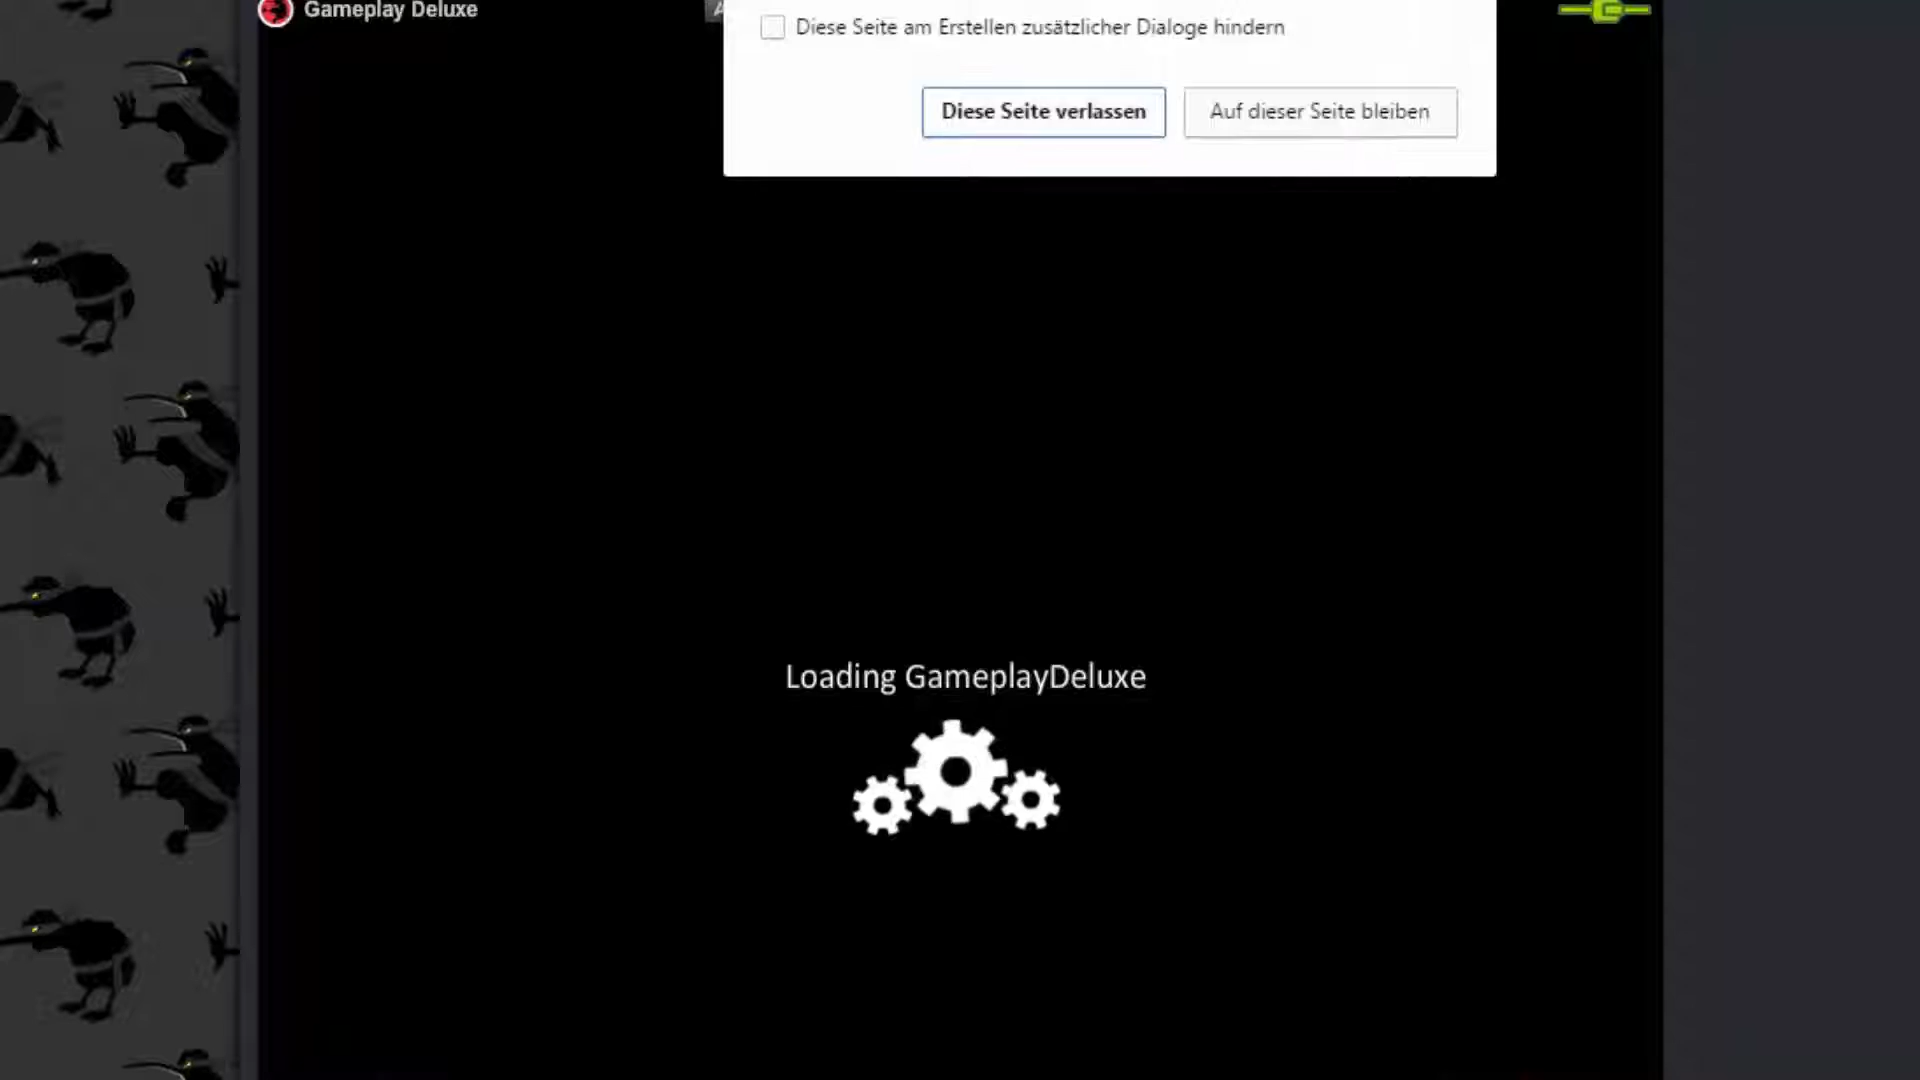 Gameplay Deluxe
Diese Seite am Erstellen zusätzlicher Dialoge hindern
Diese Seite verlassen
Auf dieser Seite bleiben
Loading GameplayDeluxe